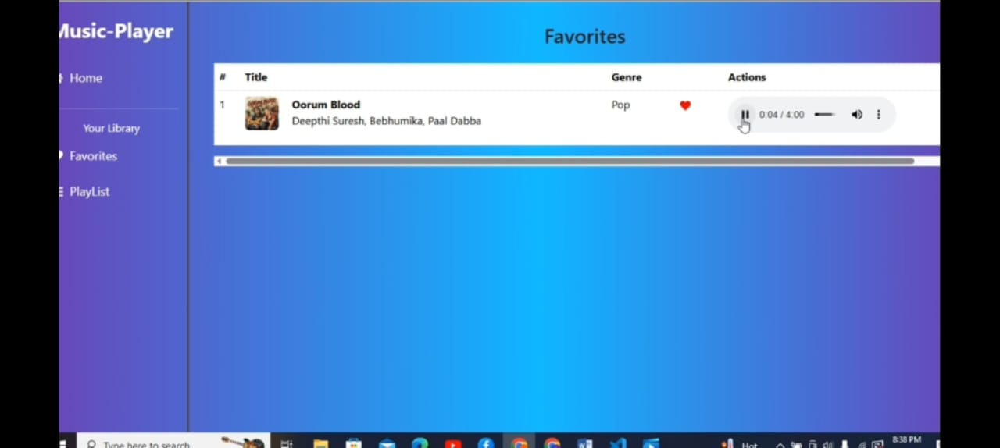 Music-Player
Favorites
# Title Genre Actions
Home
1 Oorum Blood Pop 0:04 / 4:00
Deepthi Suresh, Bebhumika, Paal Dabba
Your Library
Favorites
PlayList
Type here to search
Hot
8:38 PM